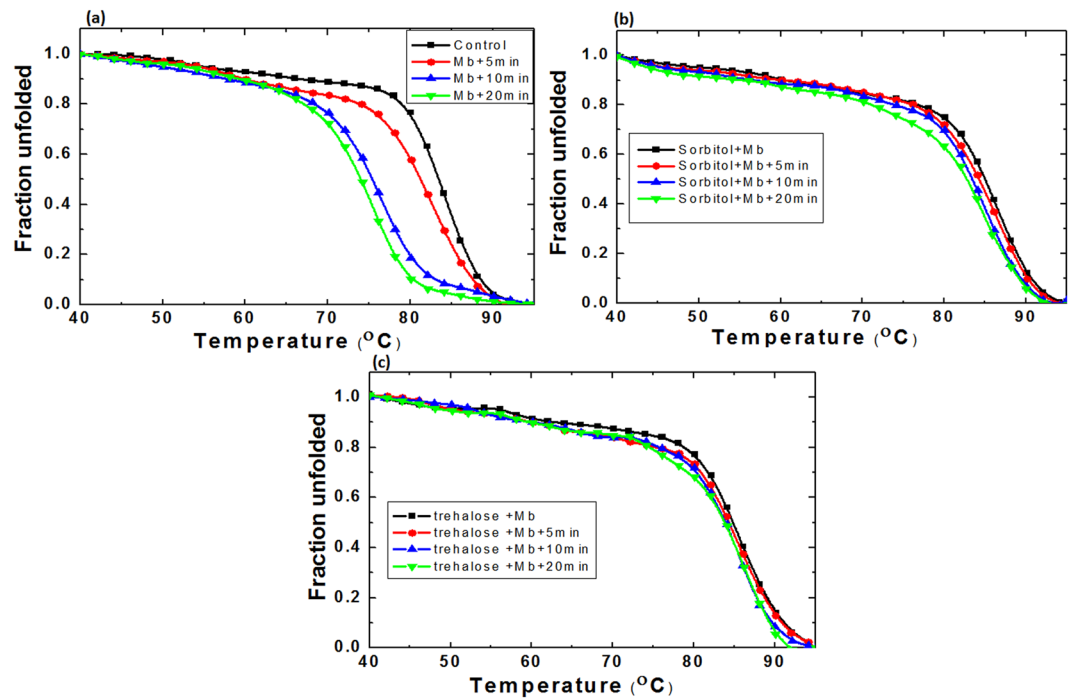 (a)
Fraction unfolded
1.0
0.8
0.6
0.4
0.2
0.0
Control
Mb+5min
Mb+10min
Mb+20min
40
50
60
70
80
90
Temperature (°C)
(b)
Fraction unfolded
1.0
0.8
0.6
0.4
0.2
0.0
Sorbitol+Mb
Sorbitol+Mb+5min
Sorbitol+Mb+10min
Sorbitol+Mb+20min
40
50
60
70
80
90
Temperature (°C)
(c)
Fraction unfolded
1.0
0.8
0.6
0.4
0.2
0.0
trehalose +Mb
trehalose +Mb+5min
trehalose +Mb+10min
trehalose +Mb+20min
40
50
60
70
80
90
Temperature (°C)